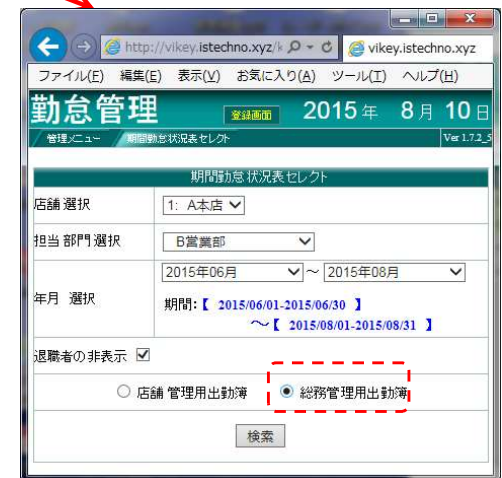 http://vikey.istechno.xyz/k
vikey.istechno.xyz
ファイル(F) 編集(E) 表示(V) お気に入り(A) ツール(T) ヘルプ(H)
勤怠管理 登録画面 2015年 8月 10日
管理メニュー 期間勤怠状況表セレクト Ver 1.7.2_5
期間勤怠状況表セレクト
店舗 選択 1: A本店
担当 部門 選択 B営業部
年月 選択 2015年06月 ～ 2015年08月
期間:【 2015/06/01-2015/06/30 】
～【 2015/08/01-2015/08/31 】
退職者の非表示
店舗 管理用出勤簿 総務管理用出勤簿
検索